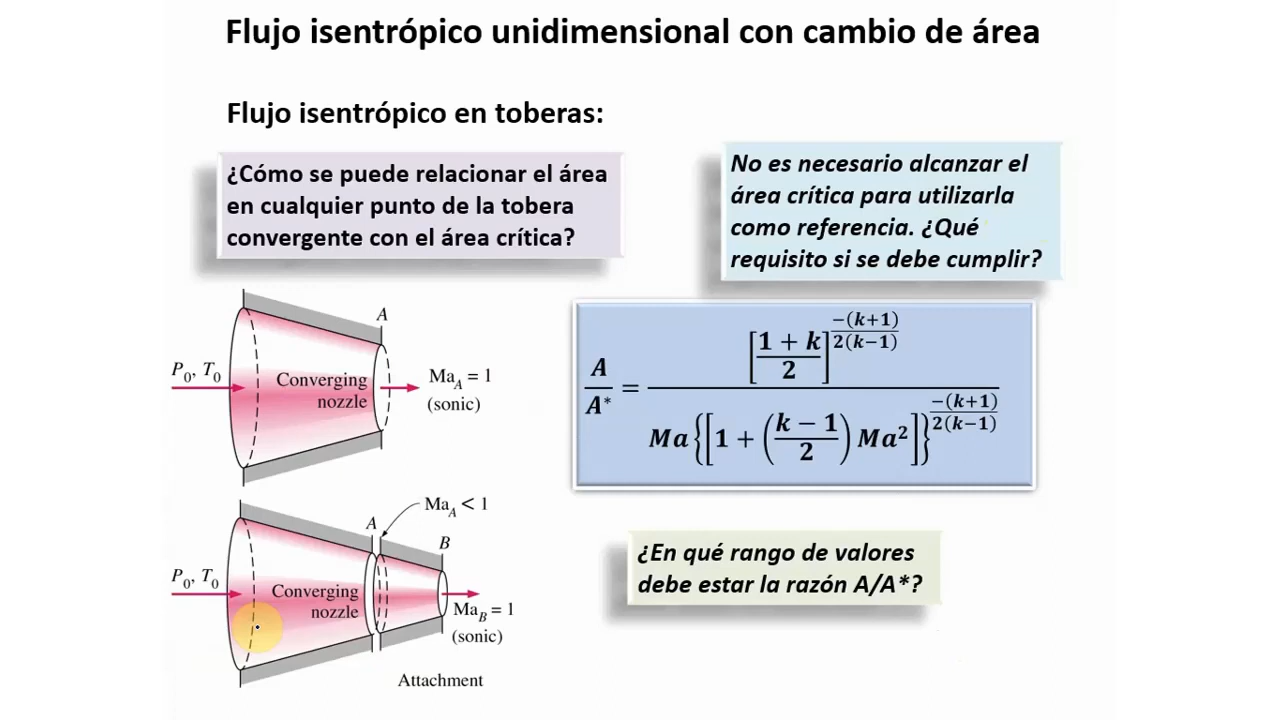 Flujo isentrópico unidimensional con cambio de área
Flujo isentrópico en toberas:
¿Cómo se puede relacionar el área
en cualquier punto de la tobera
convergente con el área crítica?
No es necesario alcanzar el
área crítica para utilizarla
como referencia. ¿Qué
requisito si se debe cumplir?
A
P₀, T₀
Converging
nozzle
Ma_A = 1
(sonic)
A/A* = [(1 + k)/2]^(−(k+1)/2(k−1)) / Ma{[1 + ((k − 1)/2) Ma²]}^(−(k+1)/2(k−1))
Ma_A < 1
A
B
P₀, T₀
Converging
nozzle
Ma_B = 1
(sonic)
Attachment
¿En qué rango de valores
debe estar la razón A/A*?